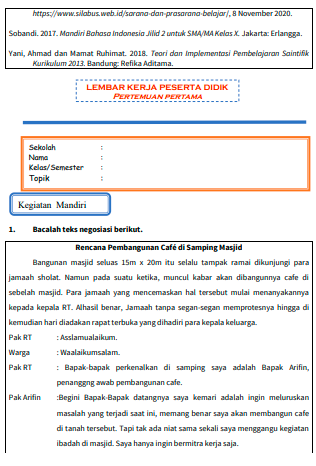 https://www.silabus.web.id/sarana-dan-prasarana-belajar/, 8 November 2020.
Sobandi. 2017. Mandiri Bahasa Indonesia Jilid 2 untuk SMA/MA Kelas X. Jakarta: Erlangga.
Yani, Ahmad dan Mamat Ruhimat. 2018. Teori dan Implementasi Pembelajaran Saintifik
Kurikulum 2013. Bandung: Refika Aditama.
LEMBAR KERJA PESERTA DIDIK
PERTEMUAN PERTAMA
Sekolah :
Nama :
Kelas/Semester :
Topik :
Kegiatan Mandiri
1. Bacalah teks negosiasi berikut.
Rencana Pembangunan Café di Samping Masjid
Bangunan masjid seluas 15m x 20m itu selalu tampak ramai dikunjungi para
jamaah sholat. Namun pada suatu ketika, muncul kabar akan dibangunnya cafe di
sebelah masjid. Para jamaah yang mencemaskan hal tersebut mulai menanyakannya
kepada kepala RT. Alhasil benar, Jamaah tanpa segan-segan memprotesnya hingga di
kemudian hari diadakan rapat terbuka yang dihadiri para kepala keluarga.
Pak RT : Asslamualaikum.
Warga : Waalaikumsalam.
Pak RT : Bapak-bapak perkenalkan di samping saya adalah Bapak Arifin,
penanggng awab pembangunan cafe.
Pak Arifin :Begini Bapak-Bapak datangnya saya kemari adalah ingin meluruskan
masalah yang terjadi saat ini, memang benar saya akan membangun cafe
di tanah tersebut. Tapi tak ada niat sama sekali saya menggangu kegiatan
ibadah di masjid. Saya hanya ingin bermitra kerja saja.